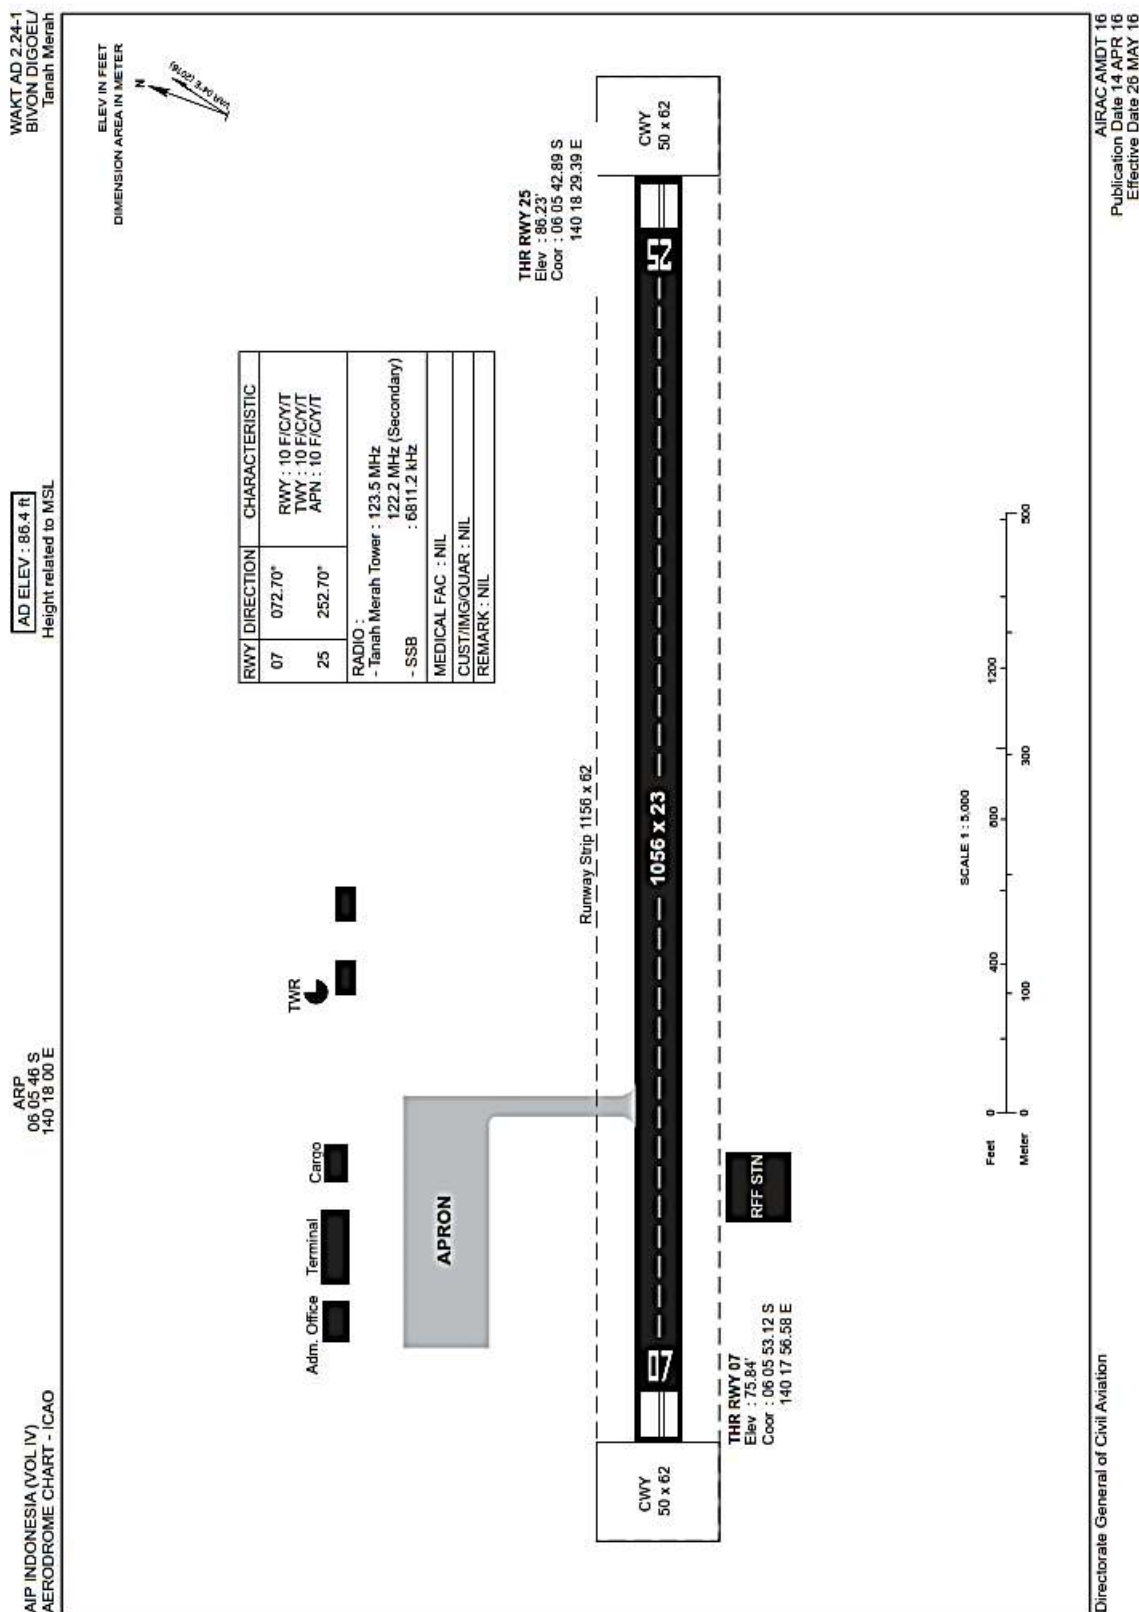 AIP INDONESIA (VOL IV)
AERODROME CHART - ICAO
ARP
06 05 46 S
140 18 00 E
AD ELEV : 86.4 ft
Height related to MSL
WAKT AD 2.24-1
BIVON DIGOEL/
Tanah Merah
ELEV IN FEET
DIMENSION AREA IN METER
N
VAR 04°E (2016)
RWY DIRECTION CHARACTERISTIC
07 072.70°
25 252.70°
RWY : 10 F/C/Y/T
TWY : 10 F/C/Y/T
APN : 10 F/C/Y/T
RADIO :
- Tanah Merah Tower : 123.5 MHz
122.2 MHz (Secondary)
- SSB : 6811.2 kHz
MEDICAL FAC : NIL
CUST/IMG/QUAR : NIL
REMARK : NIL
Adm. Office
Terminal
Cargo
TWR
APRON
THR RWY 25
Elev : 86.23'
Coor : 06 05 42.89 S
140 18 29.39 E
Runway Strip 1156 x 62
CWY
50 x 62
07
1056 x 23
25
CWY
50 x 62
RFF STN
THR RWY 07
Elev : 75.84'
Coor : 06 05 53.12 S
140 17 56.58 E
SCALE 1 : 5,000
Feet 0 400 800 1200
Meter 0 100 300 500
Directorate General of Civil Aviation
AIRAC AMDT 16
Publication Date 14 APR 16
Effective Date 26 MAY 16